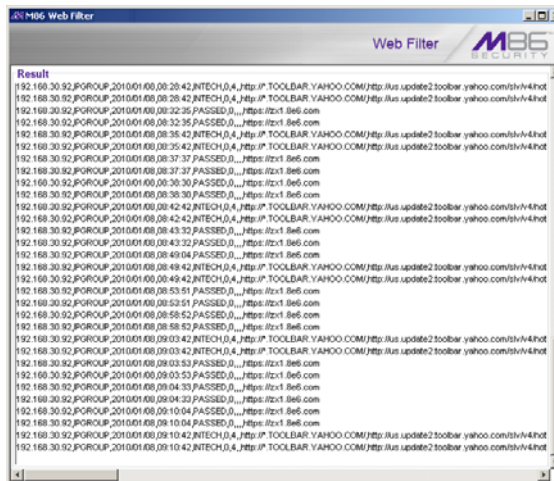 M86 Web Filter
Web Filter
M86
SECURITY
Result
192.168.30.92,IPGROUP,2010/01/08,08:28:42,INTECH,0,4,,http://*.TOOLBAR.YAHOO.COM/,http://us.update2.toolbar.yahoo.com/slv/v4/not
192.168.30.92,IPGROUP,2010/01/08,08:28:42,INTECH,0,4,,http://*.TOOLBAR.YAHOO.COM/,http://us.update2.toolbar.yahoo.com/slv/v4/not
192.168.30.92,IPGROUP,2010/01/08,08:32:35,PASSED,0,,,,https://zx1.8e6.com
192.168.30.92,IPGROUP,2010/01/08,08:32:35,PASSED,0,,,,https://zx1.8e6.com
192.168.30.92,IPGROUP,2010/01/08,08:35:42,INTECH,0,4,,http://*.TOOLBAR.YAHOO.COM/,http://us.update2.toolbar.yahoo.com/slv/v4/not
192.168.30.92,IPGROUP,2010/01/08,08:35:42,INTECH,0,4,,http://*.TOOLBAR.YAHOO.COM/,http://us.update2.toolbar.yahoo.com/slv/v4/not
192.168.30.92,IPGROUP,2010/01/08,08:37:37,PASSED,0,,,,https://zx1.8e6.com
192.168.30.92,IPGROUP,2010/01/08,08:37:37,PASSED,0,,,,https://zx1.8e6.com
192.168.30.92,IPGROUP,2010/01/08,08:38:30,PASSED,0,,,,https://zx1.8e6.com
192.168.30.92,IPGROUP,2010/01/08,08:38:30,PASSED,0,,,,https://zx1.8e6.com
192.168.30.92,IPGROUP,2010/01/08,08:42:42,INTECH,0,4,,http://*.TOOLBAR.YAHOO.COM/,http://us.update2.toolbar.yahoo.com/slv/v4/not
192.168.30.92,IPGROUP,2010/01/08,08:42:42,INTECH,0,4,,http://*.TOOLBAR.YAHOO.COM/,http://us.update2.toolbar.yahoo.com/slv/v4/not
192.168.30.92,IPGROUP,2010/01/08,08:43:32,PASSED,0,,,,https://zx1.8e6.com
192.168.30.92,IPGROUP,2010/01/08,08:43:32,PASSED,0,,,,https://zx1.8e6.com
192.168.30.92,IPGROUP,2010/01/08,08:49:04,PASSED,0,,,,https://zx1.8e6.com
192.168.30.92,IPGROUP,2010/01/08,08:49:42,INTECH,0,4,,http://*.TOOLBAR.YAHOO.COM/,http://us.update2.toolbar.yahoo.com/slv/v4/not
192.168.30.92,IPGROUP,2010/01/08,08:49:42,INTECH,0,4,,http://*.TOOLBAR.YAHOO.COM/,http://us.update2.toolbar.yahoo.com/slv/v4/not
192.168.30.92,IPGROUP,2010/01/08,08:53:51,PASSED,0,,,,https://zx1.8e6.com
192.168.30.92,IPGROUP,2010/01/08,08:53:51,PASSED,0,,,,https://zx1.8e6.com
192.168.30.92,IPGROUP,2010/01/08,08:58:52,PASSED,0,,,,https://zx1.8e6.com
192.168.30.92,IPGROUP,2010/01/08,08:58:52,PASSED,0,,,,https://zx1.8e6.com
192.168.30.92,IPGROUP,2010/01/08,09:03:42,INTECH,0,4,,http://*.TOOLBAR.YAHOO.COM/,http://us.update2.toolbar.yahoo.com/slv/v4/not
192.168.30.92,IPGROUP,2010/01/08,09:03:42,INTECH,0,4,,http://*.TOOLBAR.YAHOO.COM/,http://us.update2.toolbar.yahoo.com/slv/v4/not
192.168.30.92,IPGROUP,2010/01/08,09:03:53,PASSED,0,,,,https://zx1.8e6.com
192.168.30.92,IPGROUP,2010/01/08,09:03:53,PASSED,0,,,,https://zx1.8e6.com
192.168.30.92,IPGROUP,2010/01/08,09:04:33,PASSED,0,,,,https://zx1.8e6.com
192.168.30.92,IPGROUP,2010/01/08,09:04:33,PASSED,0,,,,https://zx1.8e6.com
192.168.30.92,IPGROUP,2010/01/08,09:10:04,PASSED,0,,,,https://zx1.8e6.com
192.168.30.92,IPGROUP,2010/01/08,09:10:04,PASSED,0,,,,https://zx1.8e6.com
192.168.30.92,IPGROUP,2010/01/08,09:10:42,INTECH,0,4,,http://*.TOOLBAR.YAHOO.COM/,http://us.update2.toolbar.yahoo.com/slv/v4/not
192.168.30.92,IPGROUP,2010/01/08,09:10:42,INTECH,0,4,,http://*.TOOLBAR.YAHOO.COM/,http://us.update2.toolbar.yahoo.com/slv/v4/not